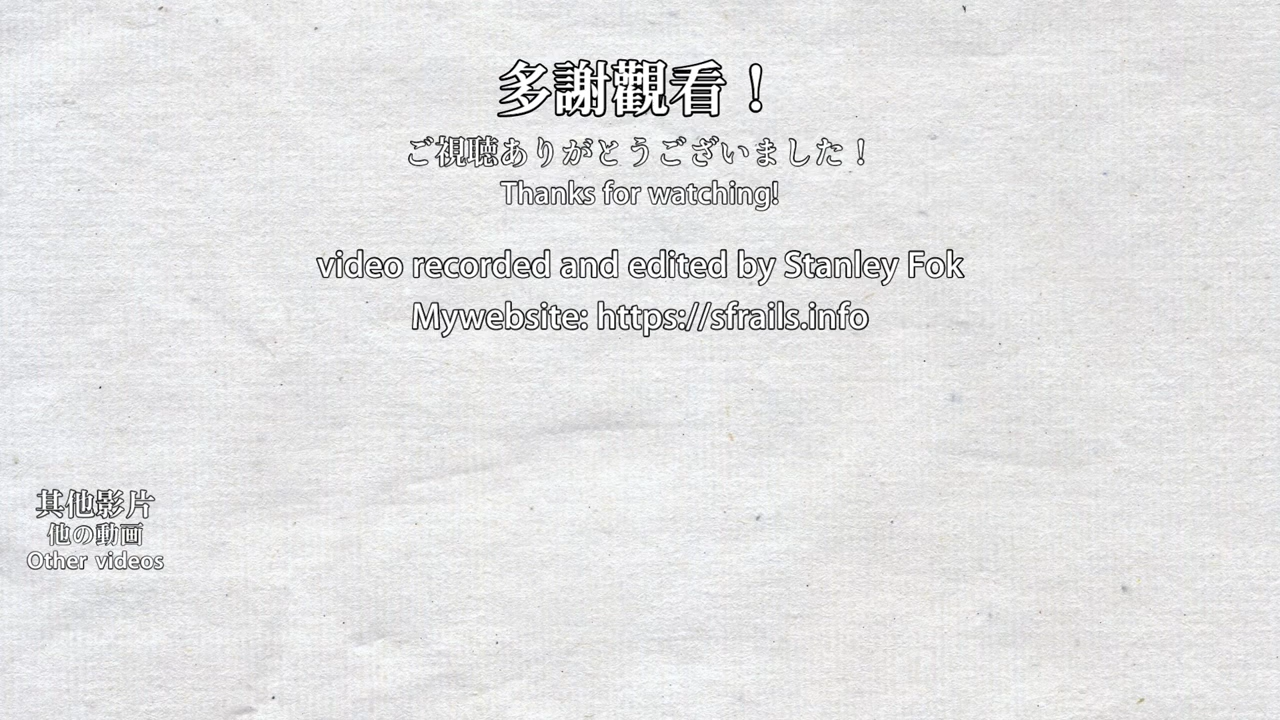 多謝觀看！
ご視聴ありがとうございました！
Thanks for watching!
video recorded and edited by Stanley Fok
Mywebsite: https://sfrails.info
其他影片
他の動画
Other videos